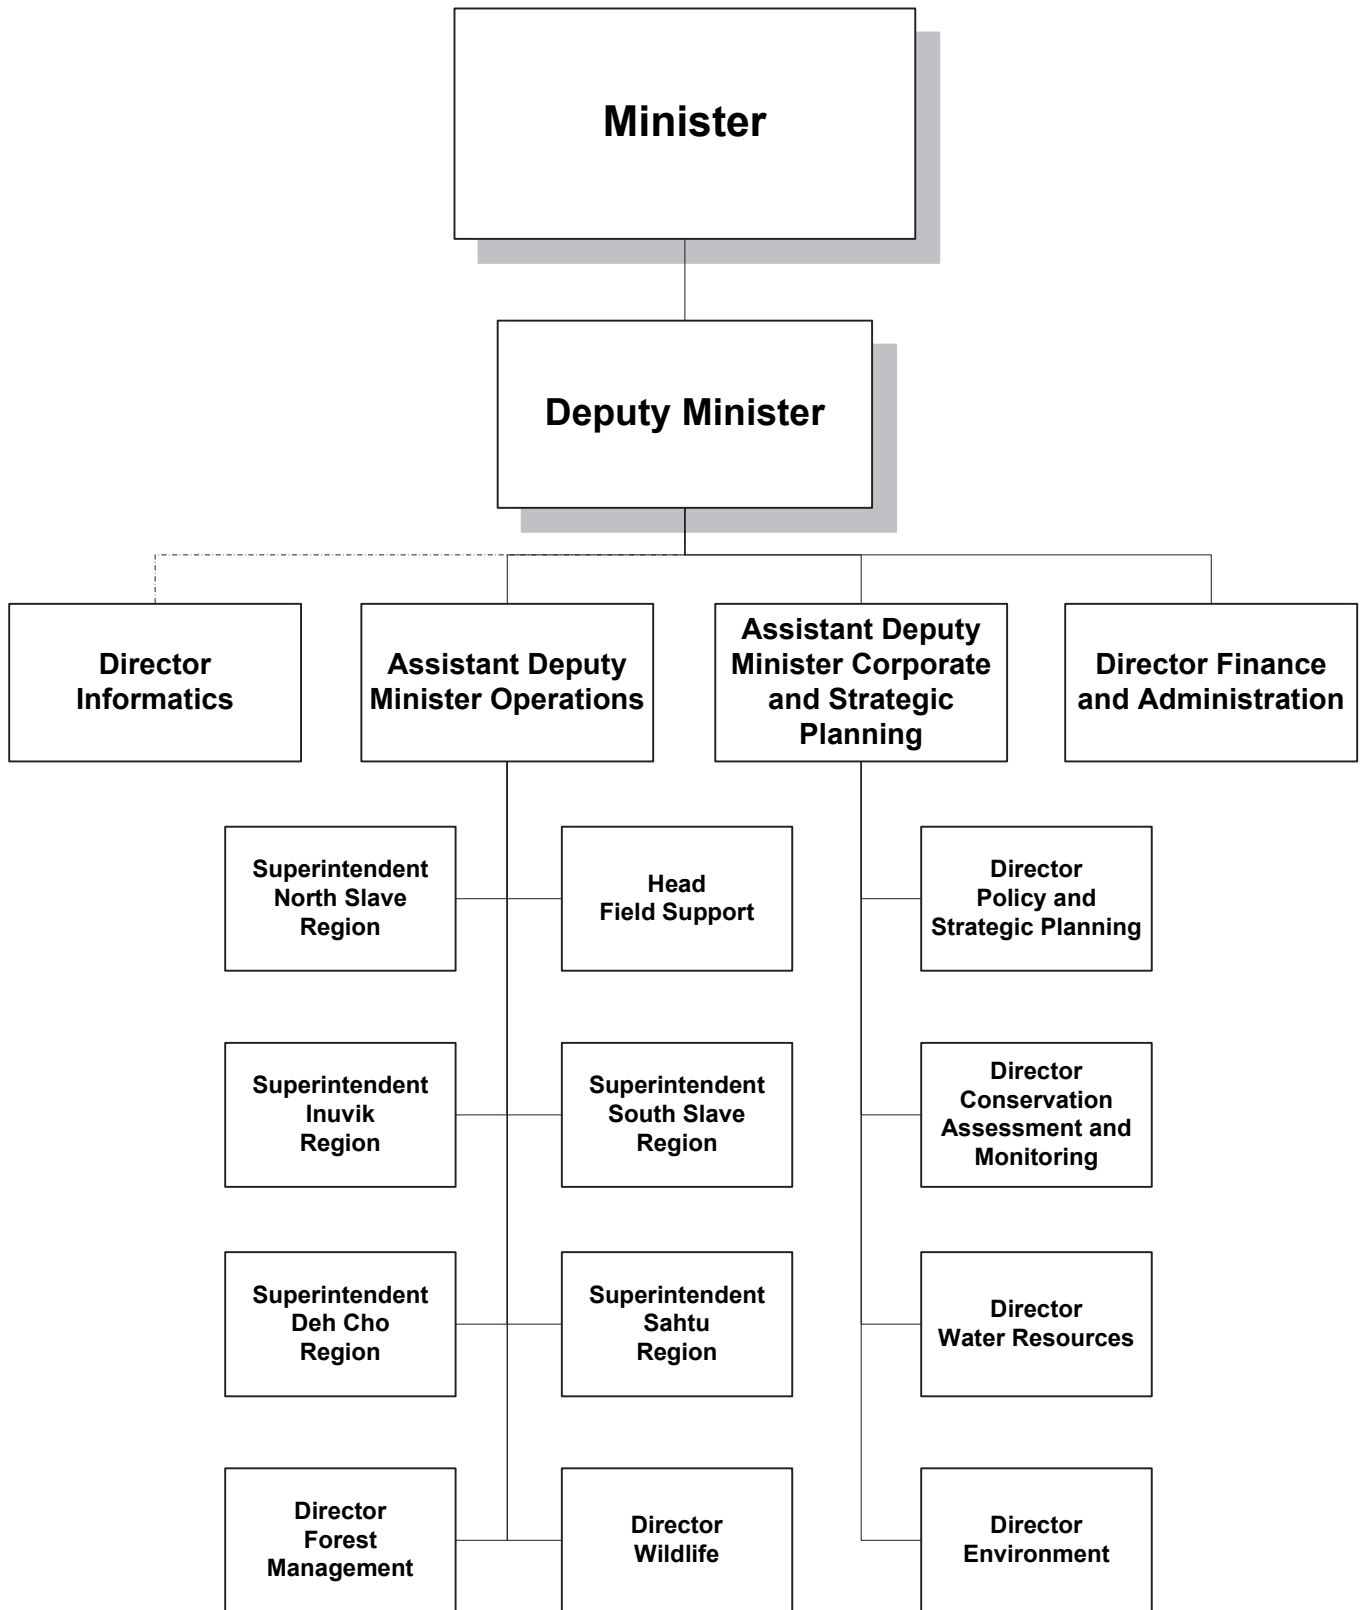 Minister
Deputy Minister
Director
Informatics
Assistant Deputy
Minister Operations
Assistant Deputy
Minister Corporate
and Strategic
Planning
Director Finance
and Administration
Superintendent
North Slave
Region
Head
Field Support
Director
Policy and
Strategic Planning
Superintendent
Inuvik
Region
Superintendent
South Slave
Region
Director
Conservation
Assessment and
Monitoring
Superintendent
Deh Cho
Region
Superintendent
Sahtu
Region
Director
Water Resources
Director
Forest
Management
Director
Wildlife
Director
Environment